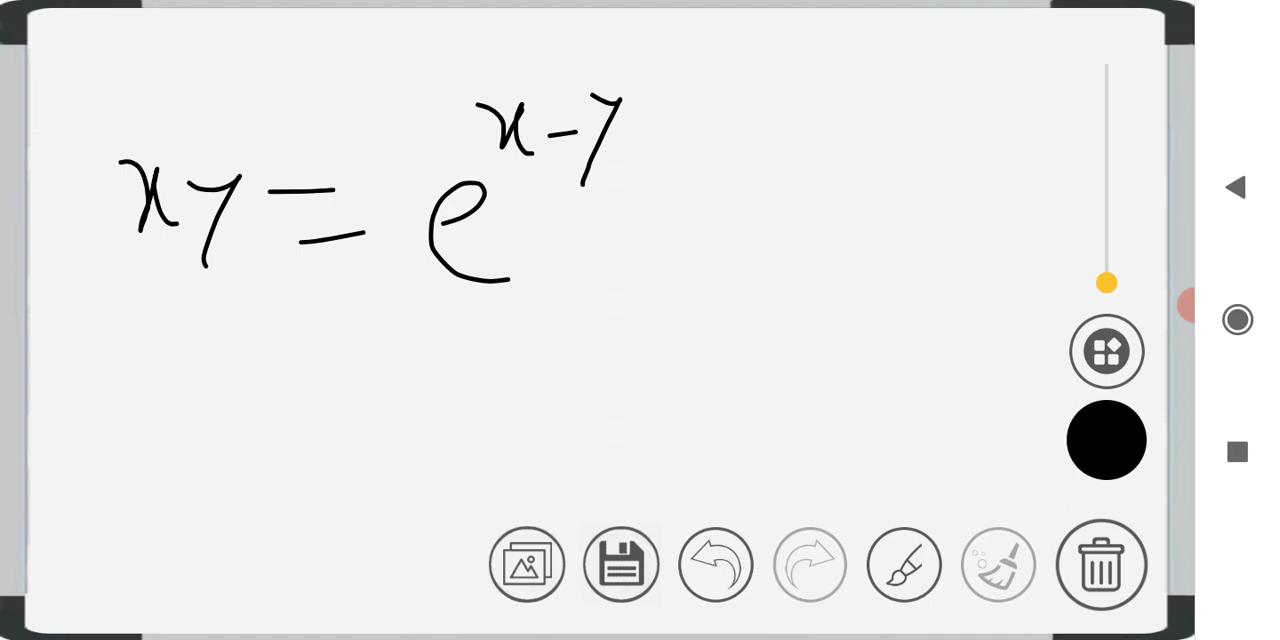 xy = e^{x-y}